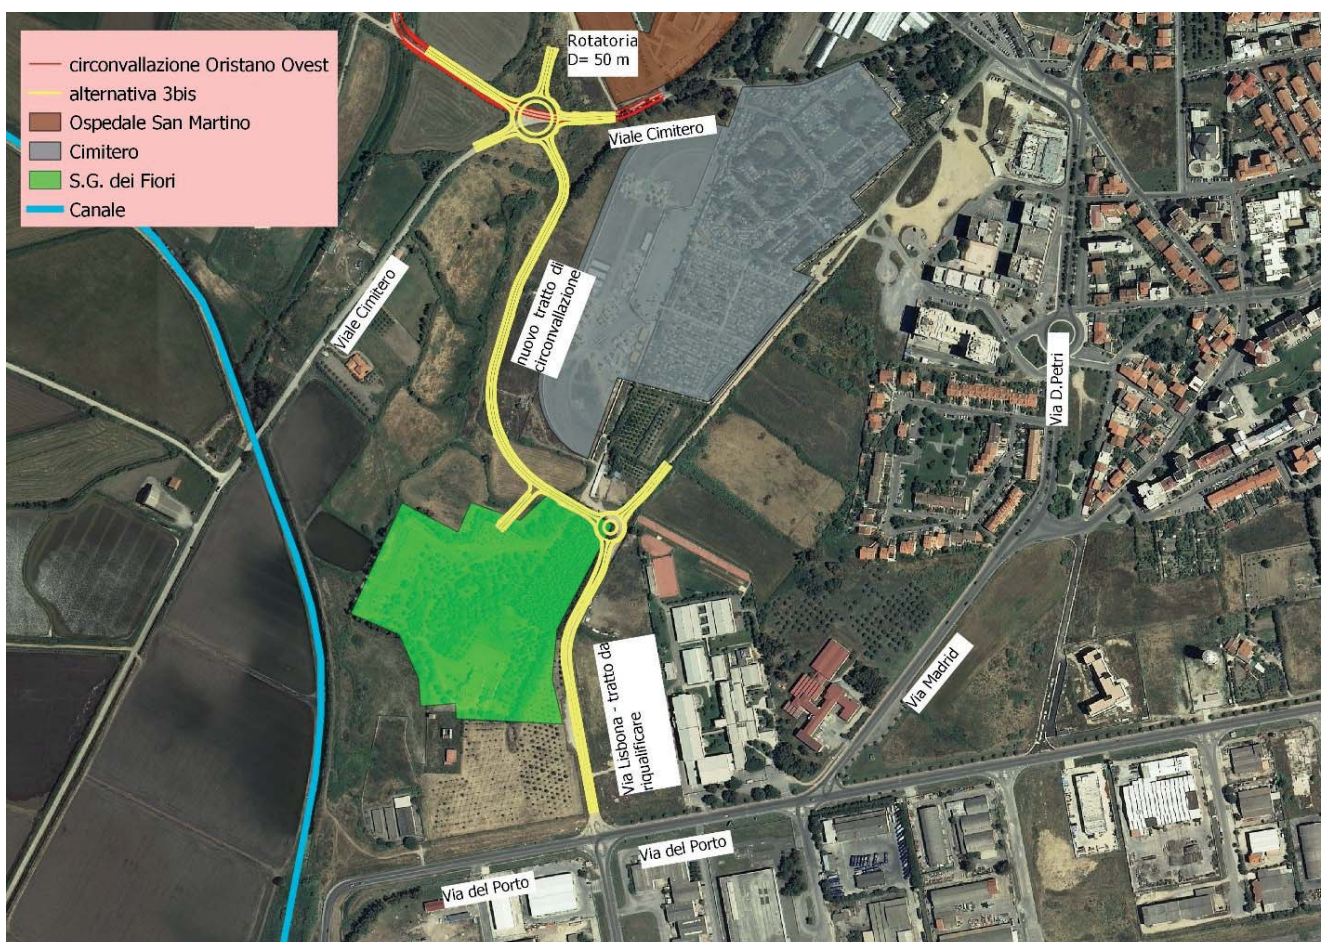 circonvallazione Oristano Ovest
alternativa 3bis
Ospedale San Martino
Cimitero
S.G. dei Fiori
Canale
Rotatoria
D= 50 m
Viale Cimitero
Viale Cimitero
nuovo tratto di
circonvallazione
Via D.Petri
Via Madrid
Via Lisbona - tratto da
riqualificare
Via del Porto
Via del Porto